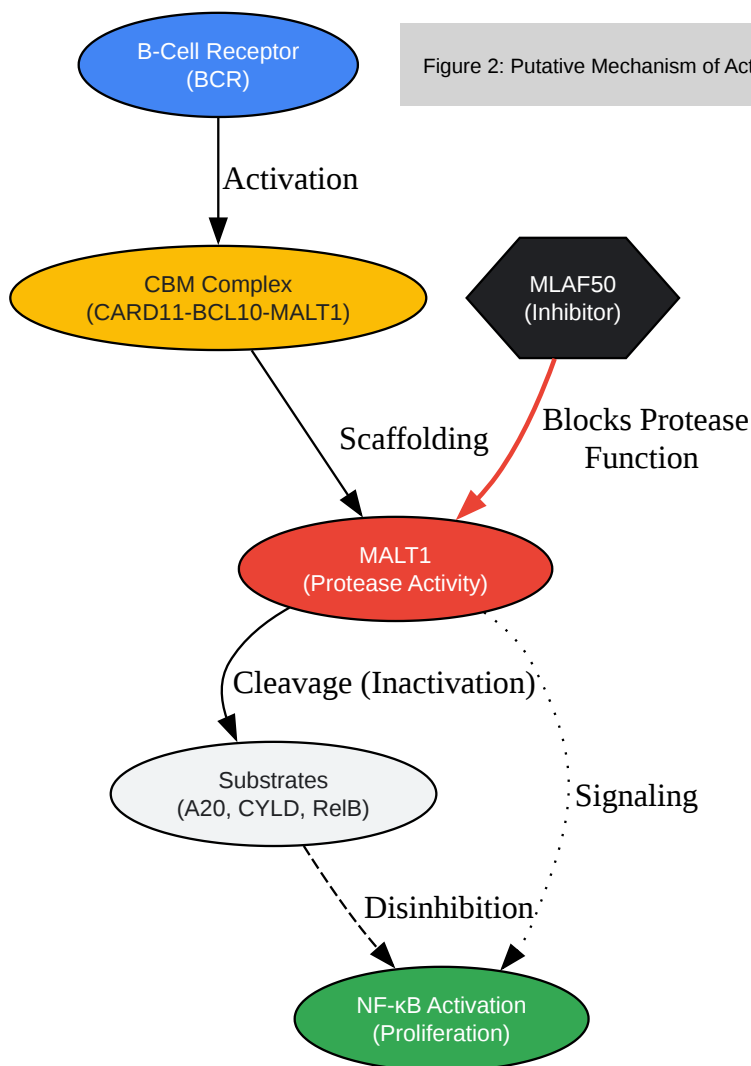 B-Cell Receptor
(BCR)
Figure 2: Putative Mechanism of Act
Activation
CBM Complex
(CARD11-BCL10-MALT1)
MLAF50
(Inhibitor)
Scaffolding
Blocks Protease
Function
MALT1
(Protease Activity)
Cleavage (Inactivation)
Substrates
(A20, CYLD, RelB)
Signaling
Disinhibition
NF-κB Activation
(Proliferation)